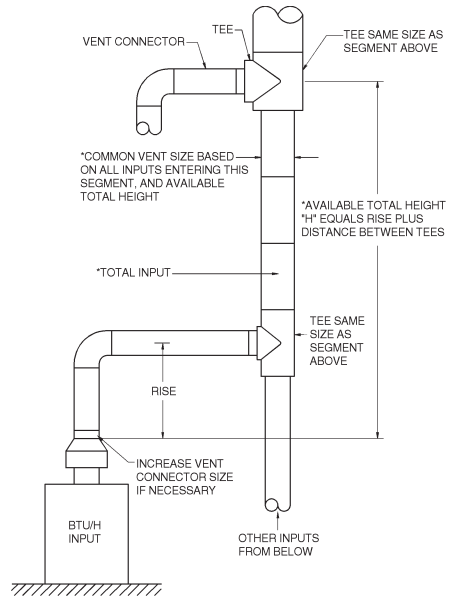 TEE
VENT CONNECTOR
TEE SAME SIZE AS
SEGMENT ABOVE
*COMMON VENT SIZE BASED
ON ALL INPUTS ENTERING THIS
SEGMENT, AND AVAILABLE
TOTAL HEIGHT
*AVAILABLE TOTAL HEIGHT
"H" EQUALS RISE PLUS
DISTANCE BETWEEN TEES
*TOTAL INPUT
TEE SAME
SIZE AS
SEGMENT
ABOVE
RISE
INCREASE VENT
CONNECTOR SIZE
IF NECESSARY
BTU/H
INPUT
OTHER INPUTS
FROM BELOW